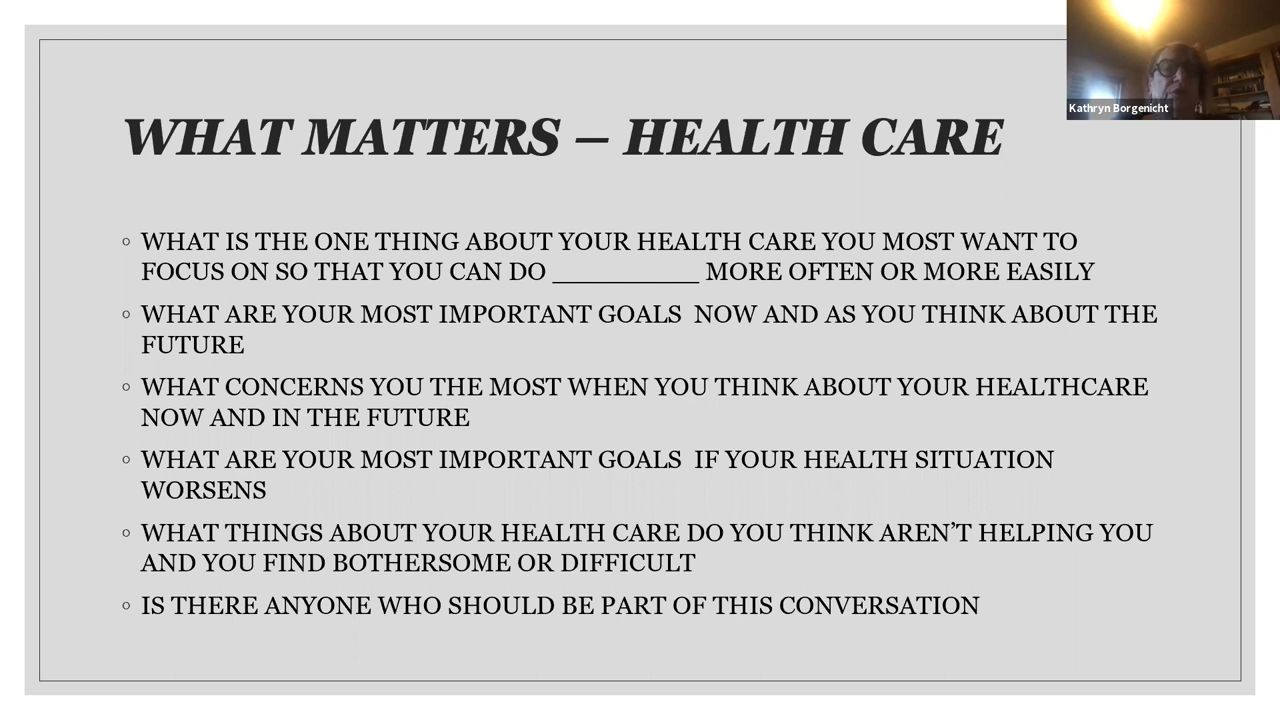 Kathryn Borgenicht
WHAT MATTERS – HEALTH CARE
◦ WHAT IS THE ONE THING ABOUT YOUR HEALTH CARE YOU MOST WANT TO
FOCUS ON SO THAT YOU CAN DO ____________ MORE OFTEN OR MORE EASILY
◦ WHAT ARE YOUR MOST IMPORTANT GOALS  NOW AND AS YOU THINK ABOUT THE
FUTURE
◦ WHAT CONCERNS YOU THE MOST WHEN YOU THINK ABOUT YOUR HEALTHCARE
NOW AND IN THE FUTURE
◦ WHAT ARE YOUR MOST IMPORTANT GOALS  IF YOUR HEALTH SITUATION
WORSENS
◦ WHAT THINGS ABOUT YOUR HEALTH CARE DO YOU THINK AREN’T HELPING YOU
AND YOU FIND BOTHERSOME OR DIFFICULT
◦ IS THERE ANYONE WHO SHOULD BE PART OF THIS CONVERSATION